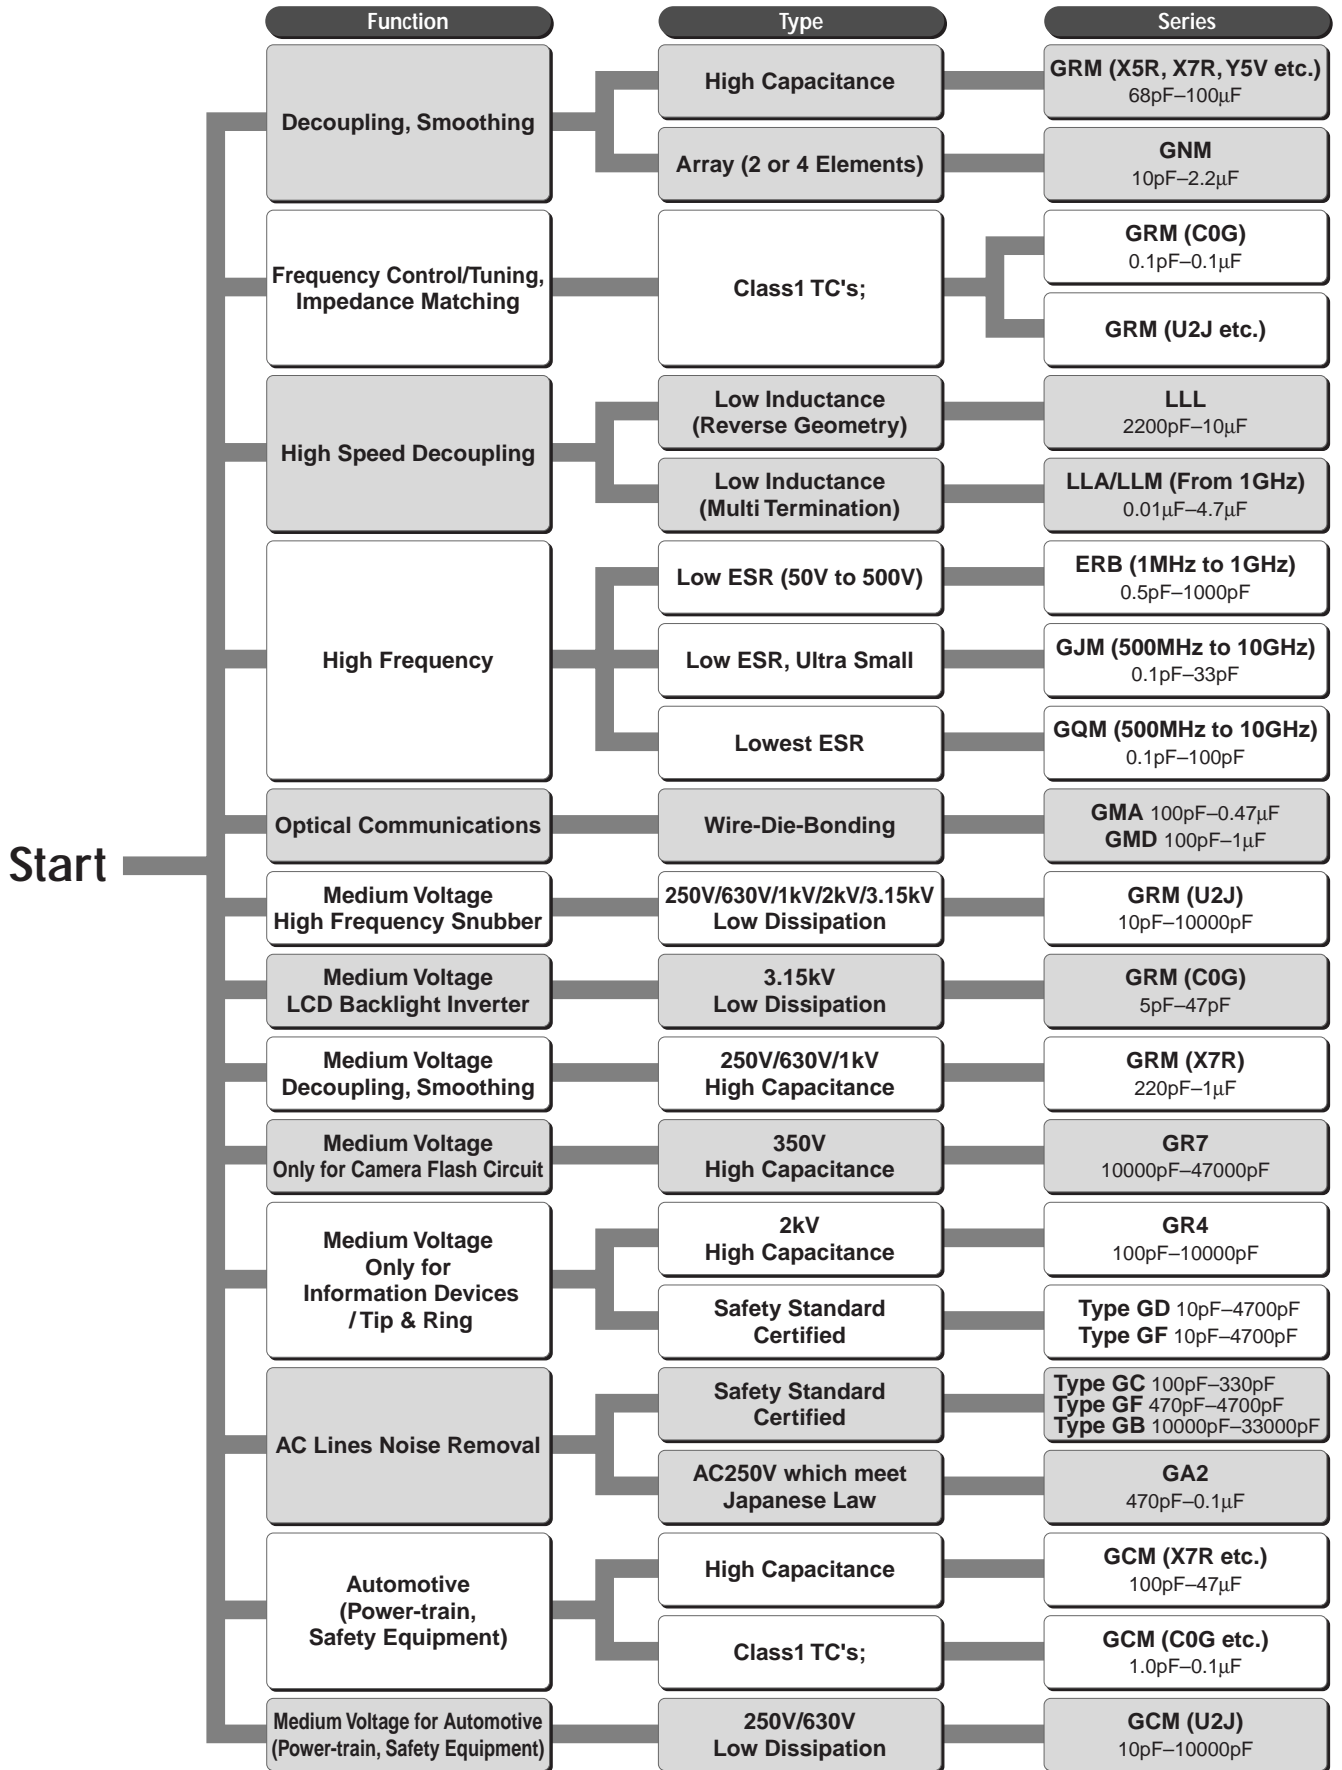 Function
Type
Series
Start
Decoupling, Smoothing
High Capacitance
GRM (X5R, X7R, Y5V etc.)
68pF–100µF
Array (2 or 4 Elements)
GNM
10pF–2.2µF
Frequency Control/Tuning,
Impedance Matching
Class1 TC's;
GRM (C0G)
0.1pF–0.1µF
GRM (U2J etc.)
High Speed Decoupling
Low Inductance
(Reverse Geometry)
LLL
2200pF–10µF
Low Inductance
(Multi Termination)
LLA/LLM (From 1GHz)
0.01µF–4.7µF
High Frequency
Low ESR (50V to 500V)
ERB (1MHz to 1GHz)
0.5pF–1000pF
Low ESR, Ultra Small
GJM (500MHz to 10GHz)
0.1pF–33pF
Lowest ESR
GQM (500MHz to 10GHz)
0.1pF–100pF
Optical Communications
Wire-Die-Bonding
GMA 100pF–0.47µF
GMD 100pF–1µF
Medium Voltage
High Frequency Snubber
250V/630V/1kV/2kV/3.15kV
Low Dissipation
GRM (U2J)
10pF–10000pF
Medium Voltage
LCD Backlight Inverter
3.15kV
Low Dissipation
GRM (C0G)
5pF–47pF
Medium Voltage
Decoupling, Smoothing
250V/630V/1kV
High Capacitance
GRM (X7R)
220pF–1µF
Medium Voltage
Only for Camera Flash Circuit
350V
High Capacitance
GR7
10000pF–47000pF
Medium Voltage
Only for
Information Devices
/ Tip & Ring
2kV
High Capacitance
GR4
100pF–10000pF
Safety Standard
Certified
Type GD 10pF–4700pF
Type GF 10pF–4700pF
AC Lines Noise Removal
Safety Standard
Certified
Type GC 100pF–330pF
Type GF 470pF–4700pF
Type GB 10000pF–33000pF
AC250V which meet
Japanese Law
GA2
470pF–0.1µF
Automotive
(Power-train,
Safety Equipment)
High Capacitance
GCM (X7R etc.)
100pF–47µF
Class1 TC's;
GCM (C0G etc.)
1.0pF–0.1µF
Medium Voltage for Automotive
(Power-train, Safety Equipment)
250V/630V
Low Dissipation
GCM (U2J)
10pF–10000pF